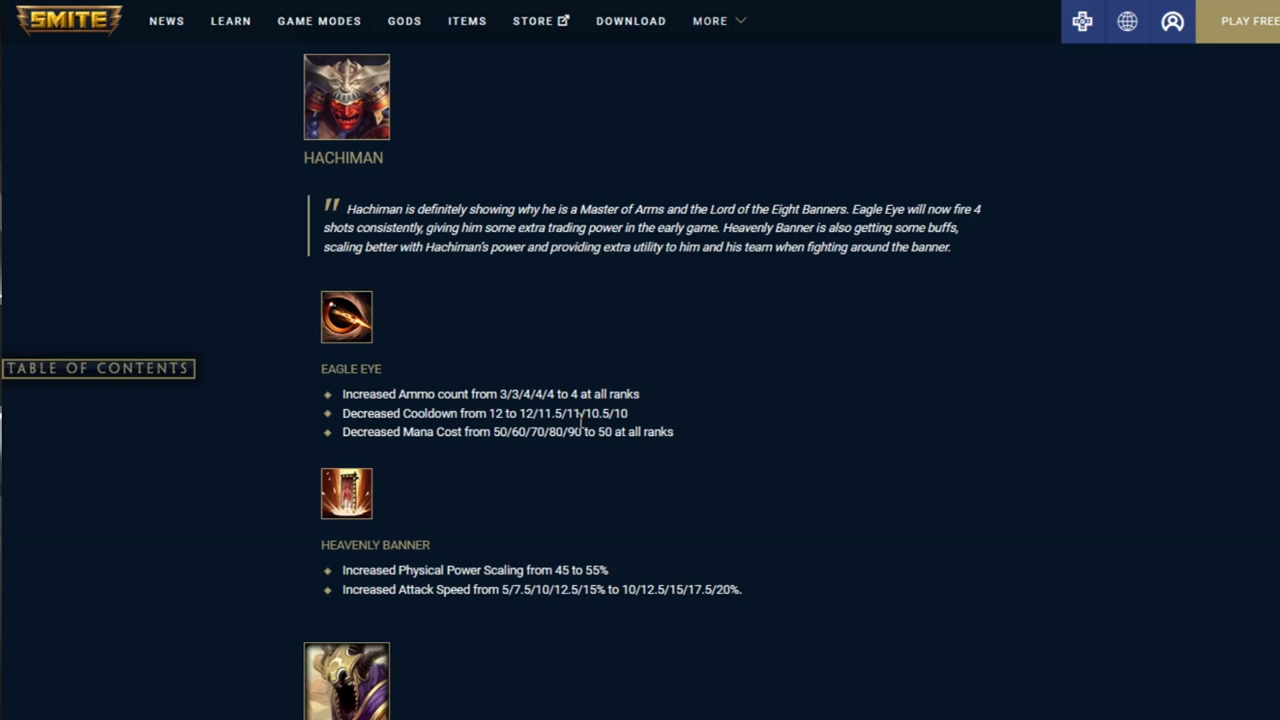 SMITE NEWS LEARN GAME MODES GODS ITEMS STORE DOWNLOAD MORE PLAY FREE
HACHIMAN
" Hachiman is definitely showing why he is a Master of Arms and the Lord of the Eight Banners. Eagle Eye will now fire 4
shots consistently, giving him some extra trading power in the early game. Heavenly Banner is also getting some buffs,
scaling better with Hachiman's power and providing extra utility to him and his team when fighting around the banner.
TABLE OF CONTENTS
EAGLE EYE
Increased Ammo count from 3/3/4/4/4 to 4 at all ranks
Decreased Cooldown from 12 to 12/11.5/11/10.5/10
Decreased Mana Cost from 50/60/70/80/90 to 50 at all ranks
HEAVENLY BANNER
Increased Physical Power Scaling from 45 to 55%
Increased Attack Speed from 5/7.5/10/12.5/15% to 10/12.5/15/17.5/20%.